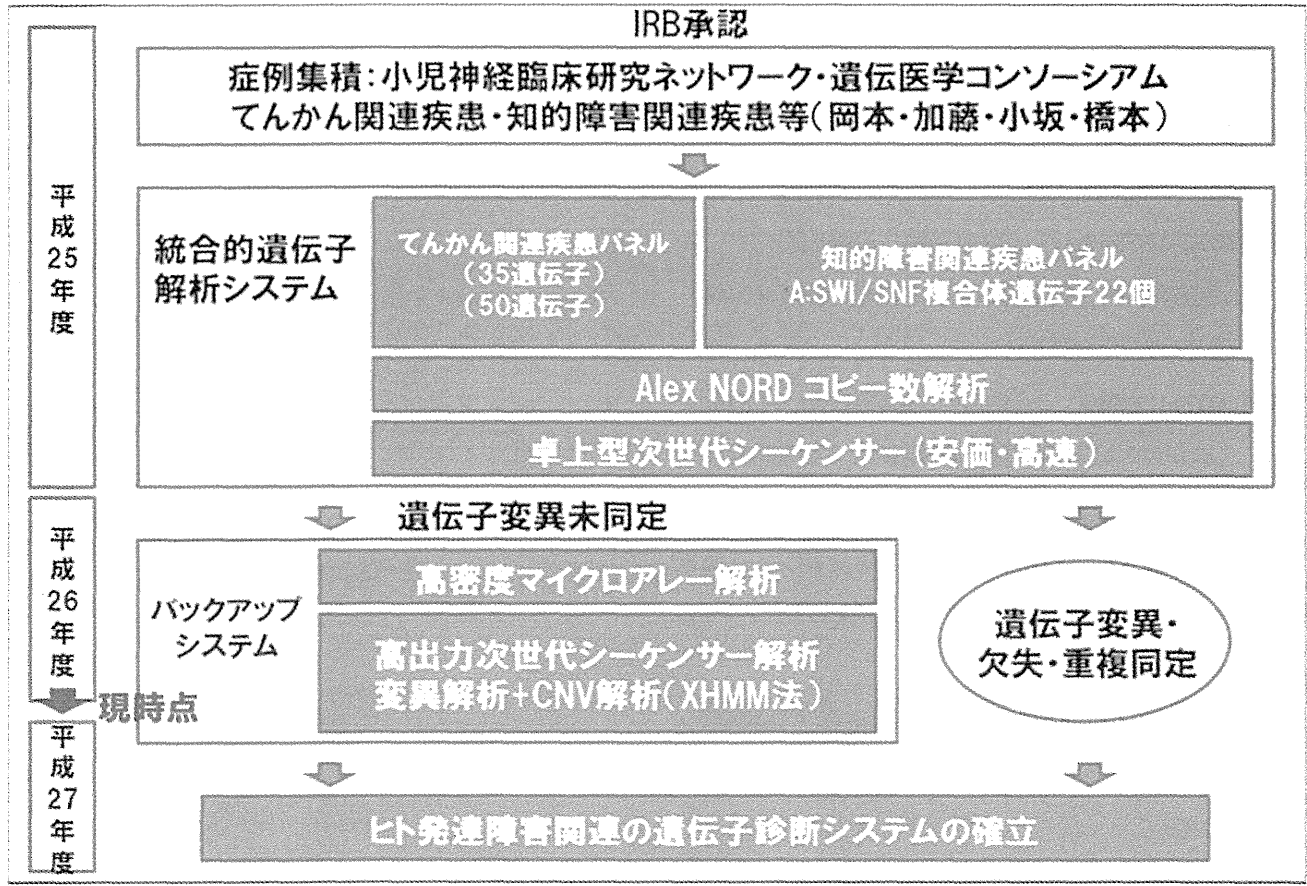 IRB承認
症例集積:小児神経臨床研究ネットワーク・遺伝医学コンソーシアム
てんかん関連疾患・知的障害関連疾患等(岡本・加藤・小坂・橋本)
平成25年度
統合的遺伝子
解析システム
てんかん関連疾患パネル
(35遺伝子)
(50遺伝子)
知的障害関連疾患パネル
A:SWI/SNF複合体遺伝子22個
Alex NORD コピー数解析
卓上型次世代シーケンサー(安価・高速)
平成26年度
遺伝子変異未同定
バックアップ
システム
高密度マイクロアレー解析
高出力次世代シーケンサー解析
変異解析+CNV解析(XHMM法)
遺伝子変異・
欠失・重複同定
現時点
平成27年度
ヒト発達障害関連の遺伝子診断システムの確立